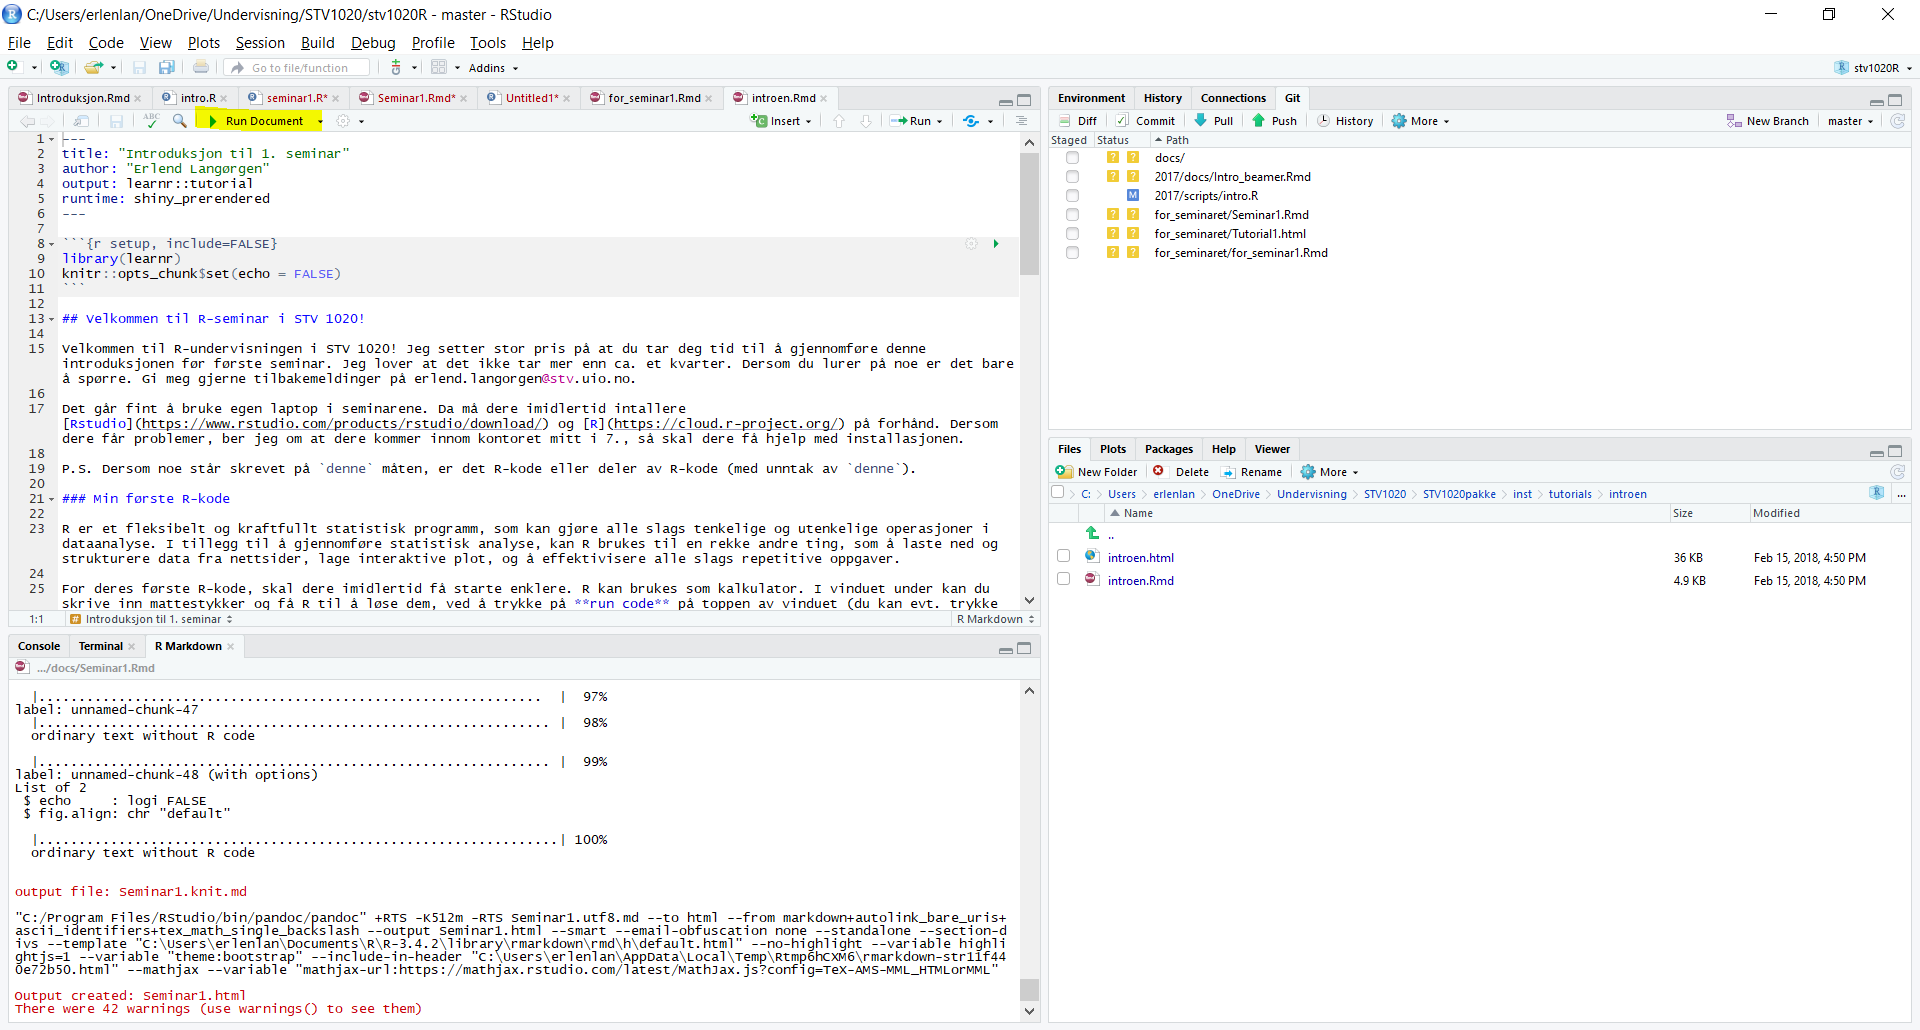 C:/Users/erlenlan/OneDrive/Undervisning/STV1020/stv1020R - master - RStudio
File Edit Code View Plots Session Build Debug Profile Tools Help
Go to file/function Addins stv1020R
Introduksjon.Rmd intro.R seminar1.R* Seminar1.Rmd* Untitled1* for_seminar1.Rmd introen.Rmd
ABC Run Document Insert Run
1 ---
2 title: "Introduksjon til 1. seminar"
3 author: "Erlend Langørgen"
4 output: learnr::tutorial
5 runtime: shiny_prerendered
6 ---
7
8 ```{r setup, include=FALSE}
9 library(learnr)
10 knitr::opts_chunk$set(echo = FALSE)
11 ```
12
13 ## Velkommen til R-seminar i STV 1020!
14
15 Velkommen til R-undervisningen i STV 1020! Jeg setter stor pris på at du tar deg tid til å gjennomføre denne
introduksjonen før første seminar. Jeg lover at det ikke tar mer enn ca. et kvarter. Dersom du lurer på noe er det bare
å spørre. Gi meg gjerne tilbakemeldinger på erlend.langorgen@stv.uio.no.
16
17 Det går fint å bruke egen laptop i seminarene. Da må dere imidlertid intallere
[Rstudio](https://www.rstudio.com/products/rstudio/download/) og [R](https://cloud.r-project.org/) på forhånd. Dersom
dere får problemer, ber jeg om at dere kommer innom kontoret mitt i 7., så skal dere få hjelp med installasjonen.
18
19 P.S. Dersom noe står skrevet på `denne` måten, er det R-kode eller deler av R-kode (med unntak av `denne`).
20
21 ### Min første R-kode
22
23 R er et fleksibelt og kraftfullt statistisk programm, som kan gjøre alle slags tenkelige og utenkelige operasjoner i
dataanalyse. I tillegg til å gjennomføre statistisk analyse, kan R brukes til en rekke andre ting, som å laste ned og
strukturere data fra nettsider, lage interaktive plot, og å effektivisere alle slags repetitive oppgaver.
24
25 For deres første R-kode, skal dere imidlertid få starte enklere. R kan brukes som kalkulator. I vinduet under kan du
skrive inn mattestykker og få R til å løse dem, ved å trykke på **run code** på toppen av vinduet (du kan evt. trykke
1:1 # Introduksjon til 1. seminar R Markdown
Console Terminal R Markdown
.../docs/Seminar1.Rmd
|................................................................. | 97%
label: unnamed-chunk-47
|.................................................................. | 98%
ordinary text without R code
|.................................................................. | 99%
label: unnamed-chunk-48 (with options)
List of 2
$ echo : logi FALSE
$ fig.align: chr "default"
|...................................................................| 100%
ordinary text without R code
output file: Seminar1.knit.md
"C:/Program Files/RStudio/bin/pandoc/pandoc" +RTS -K512m -RTS Seminar1.utf8.md --to html --from markdown+autolink_bare_uris+
ascii_identifiers+tex_math_single_backslash --output Seminar1.html --smart --email-obfuscation none --standalone --section-d
ivs --template "C:\Users\erlenlan\Documents\R\R-3.4.2\library\rmarkdown\rmd\h\default.html" --no-highlight --variable highli
ghtjs=1 --variable "theme:bootstrap" --include-in-header "C:\Users\erlenlan\AppData\Local\Temp\Rtmp6hCXM6\rmarkdown-str11f44
0e72b50.html" --mathjax --variable "mathjax-url:https://mathjax.rstudio.com/latest/MathJax.js?config=TeX-AMS-MML_HTMLorMML"
Output created: Seminar1.html
There were 42 warnings (use warnings() to see them)
Environment History Connections Git
Diff Commit Pull Push History More New Branch master
Staged Status Path
? ? docs/
? ? 2017/docs/Intro_beamer.Rmd
M 2017/scripts/intro.R
? ? for_seminaret/Seminar1.Rmd
? ? for_seminaret/Tutorial1.html
? ? for_seminaret/for_seminar1.Rmd
Files Plots Packages Help Viewer
New Folder Delete Rename More
C: Users erlenlan OneDrive Undervisning STV1020 STV1020pakke inst tutorials introen ...
Name Size Modified
..
introen.html 36 KB Feb 15, 2018, 4:50 PM
introen.Rmd 4.9 KB Feb 15, 2018, 4:50 PM